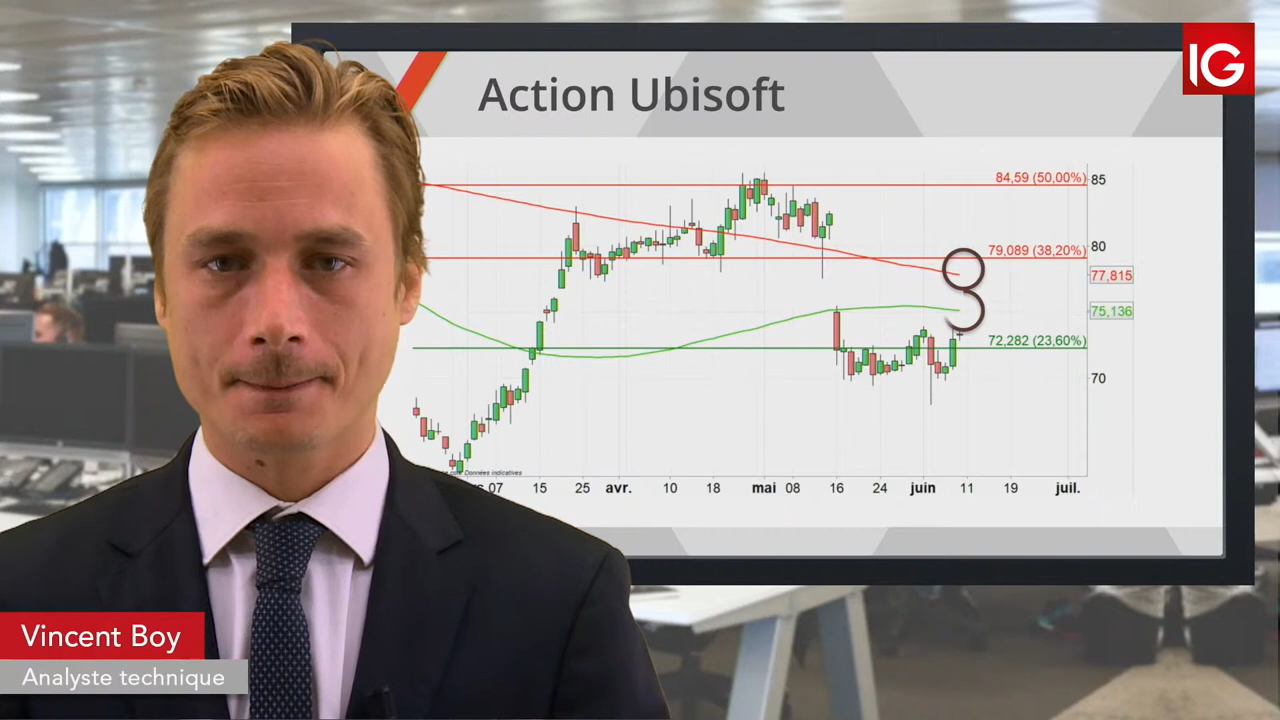 IG
Action Ubisoft
84,59 (50,00%)
85
79,089 (38,20%)
80
77,815
75,136
72,282 (23,60%)
70
Données indicatives
07 15 25 avr. 10 18 mai 08 16 24 juin 11 19 juil.
Vincent Boy
Analyste technique